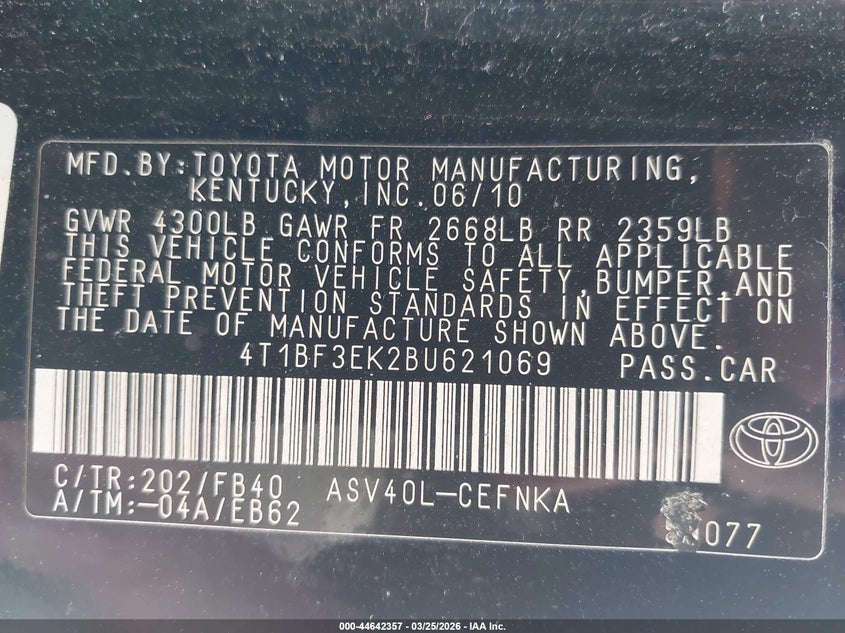 MFD.BY:TOYOTA MOTOR MANUFACTURING,
KENTUCKY,INC.06/10
GVWR 4300LB GAWR FR 2668LB RR 2359LB
THIS VEHICLE CONFORMS TO ALL APPLICABLE
FEDERAL MOTOR VEHICLE SAFETY,BUMPER,AND
THEFT PREVENTION STANDARDS IN EFFECT ON
THE DATE OF MANUFACTURE SHOWN ABOVE.
4T1BF3EK2BU621069 PASS.CAR
C/TR:202/FB40 ASV40L-CEFNKA
A/TM:-04A/EB62
077
000-44642357 / 03/25/2026 / IAA Inc.